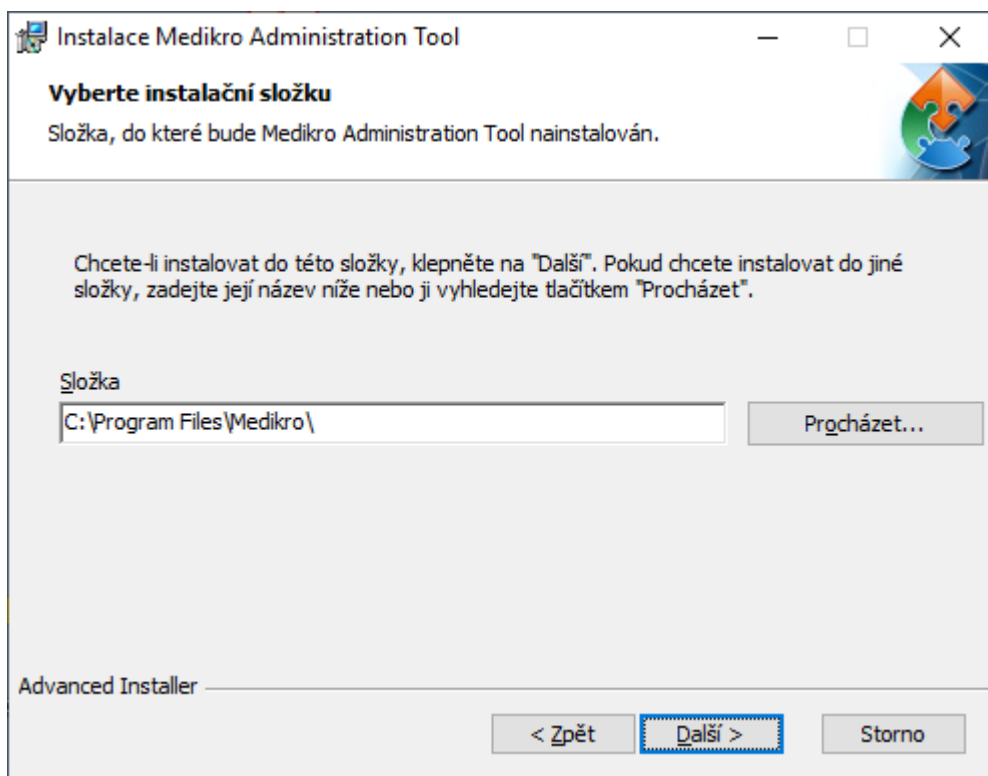 Instalace Medikro Administration Tool
Vyberte instalační složku
Složka, do které bude Medikro Administration Tool nainstalován.
Chcete-li instalovat do této složky, klepněte na "Další". Pokud chcete instalovat do jiné
složky, zadejte její název níže nebo ji vyhledejte tlačítkem "Procházet".
Složka
C:\Program Files\Medikro\
Procházet...
Advanced Installer
< Zpět
Další >
Storno